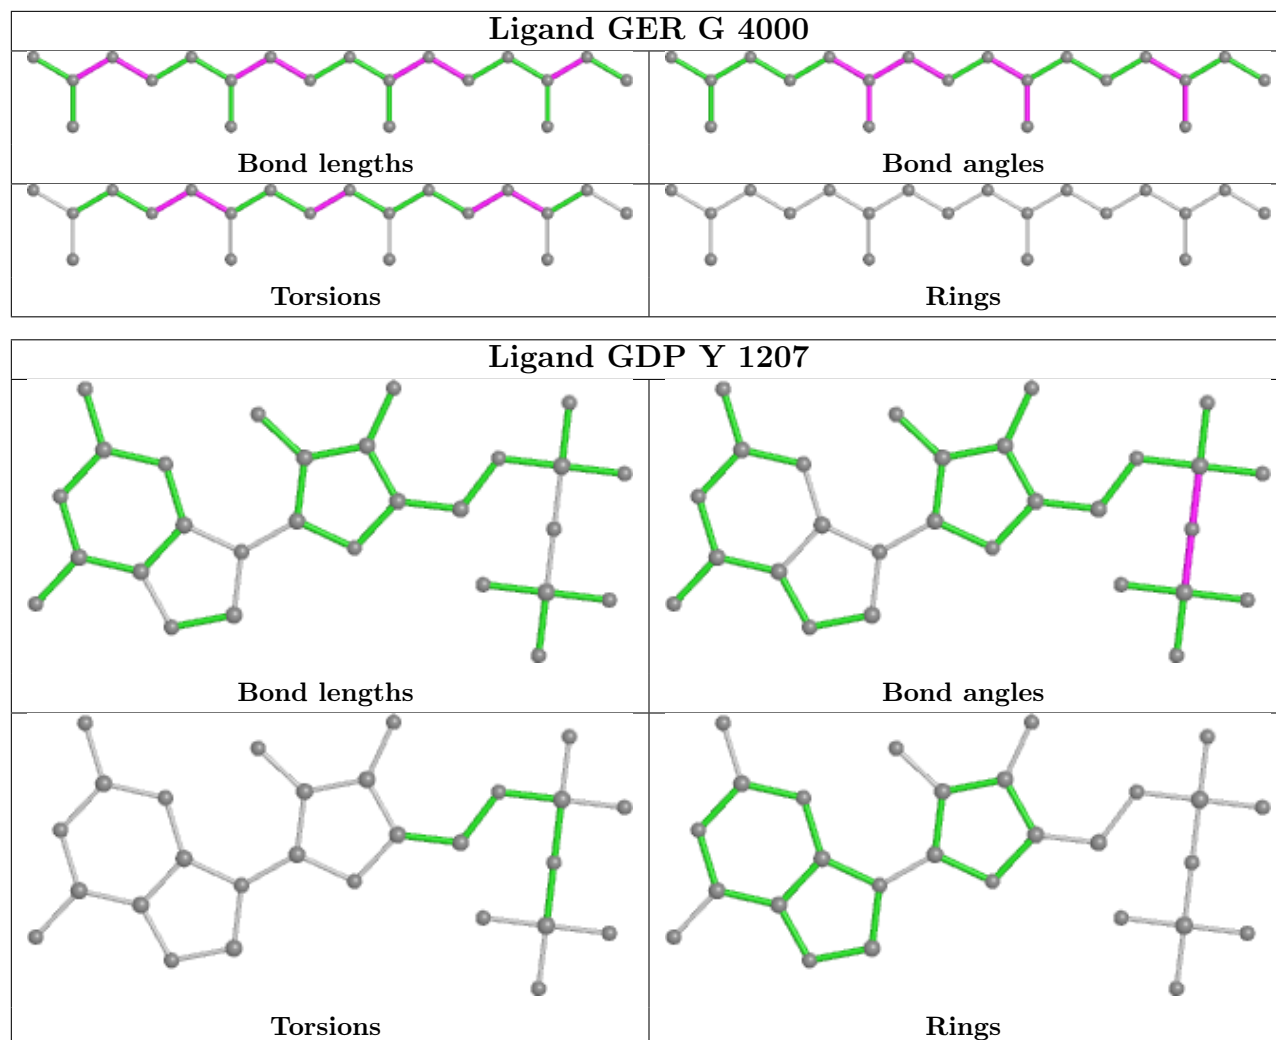 Ligand GER G 4000
Bond lengths
Bond angles
Torsions
Rings
Ligand GDP Y 1207
Bond lengths
Bond angles
Torsions
Rings